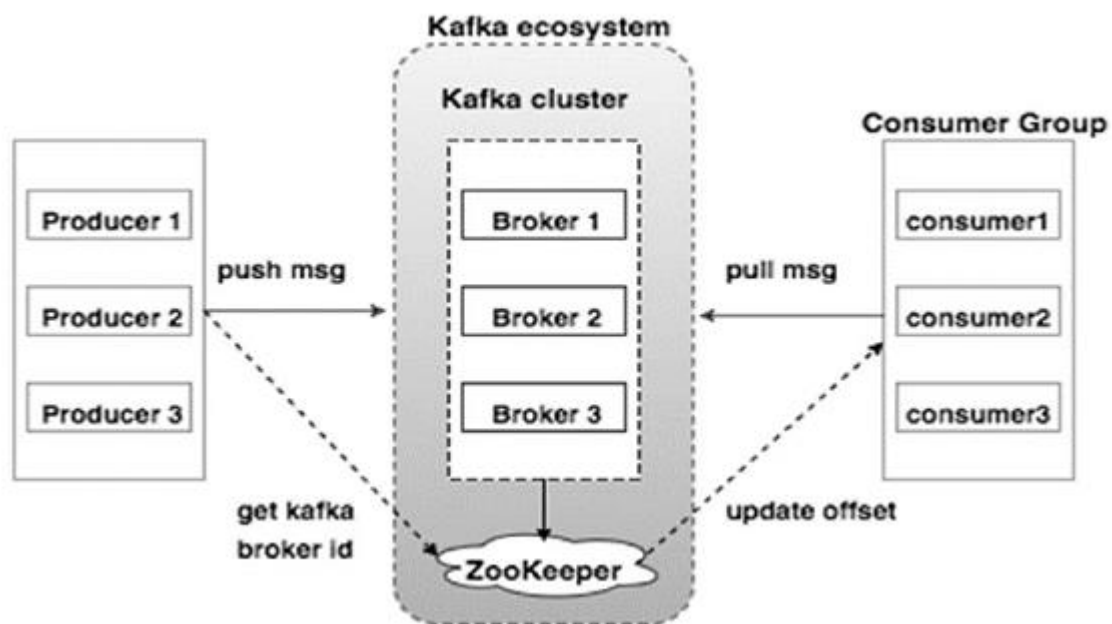 Kafka ecosystem
Kafka cluster
Consumer Group
Producer 1
Producer 2
Producer 3
push msg
Broker 1
Broker 2
Broker 3
pull msg
consumer1
consumer2
consumer3
get kafka
broker id
ZooKeeper
update offset